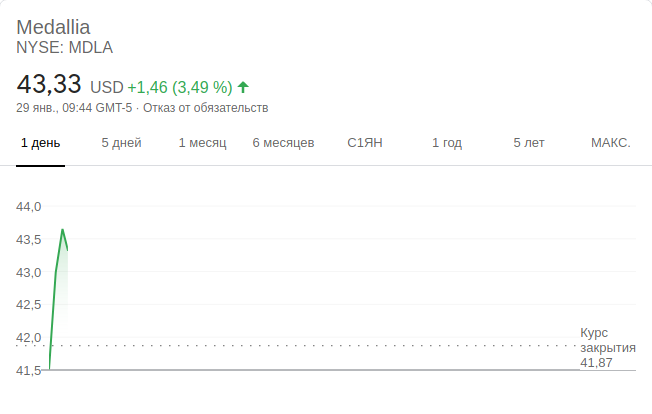 Medallia
NYSE: MDLA
43,33 USD +1,46 (3,49 %)
29 янв., 09:44 GMT-5 · Отказ от обязательств
1 день 5 дней 1 месяц 6 месяцев С1ЯН 1 год 5 лет МАКС.
44,0
43,5
43,0
42,5
42,0
41,5
Курс
закрытия
41,87